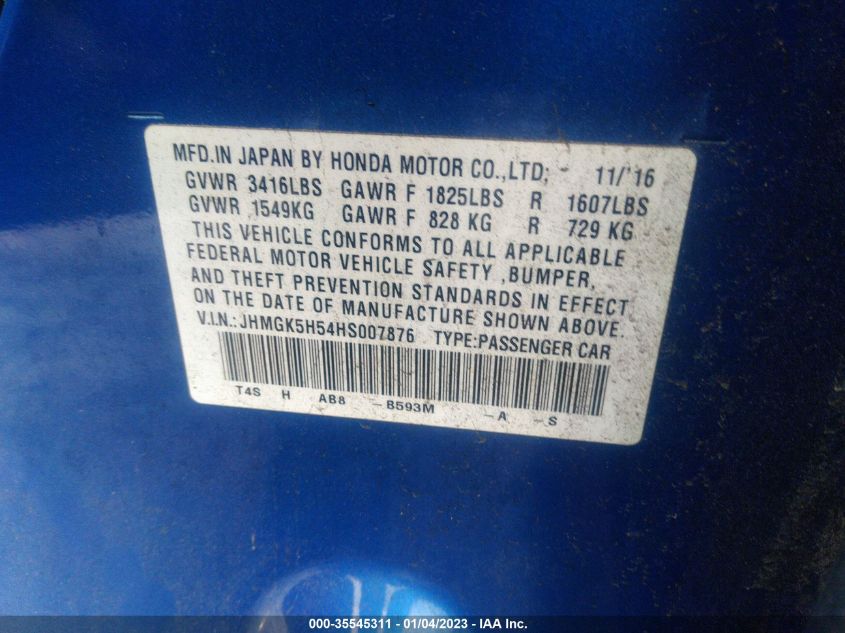 MFD.IN JAPAN BY HONDA MOTOR CO.,LTD; 11/'16
GVWR 3416LBS GAWR F 1825LBS R 1607LBS
GVWR 1549KG GAWR F 828 KG R 729 KG
THIS VEHICLE CONFORMS TO ALL APPLICABLE
FEDERAL MOTOR VEHICLE SAFETY ,BUMPER,
AND THEFT PREVENTION STANDARDS IN EFFECT
ON THE DATE OF MANUFACTURE SHOWN ABOVE.
V.I.N.:JHMGK5H54HS007876 TYPE:PASSENGER CAR
T4S H AB8 -B593M -A -S
000-35545311 - 01/04/2023 - IAA Inc.